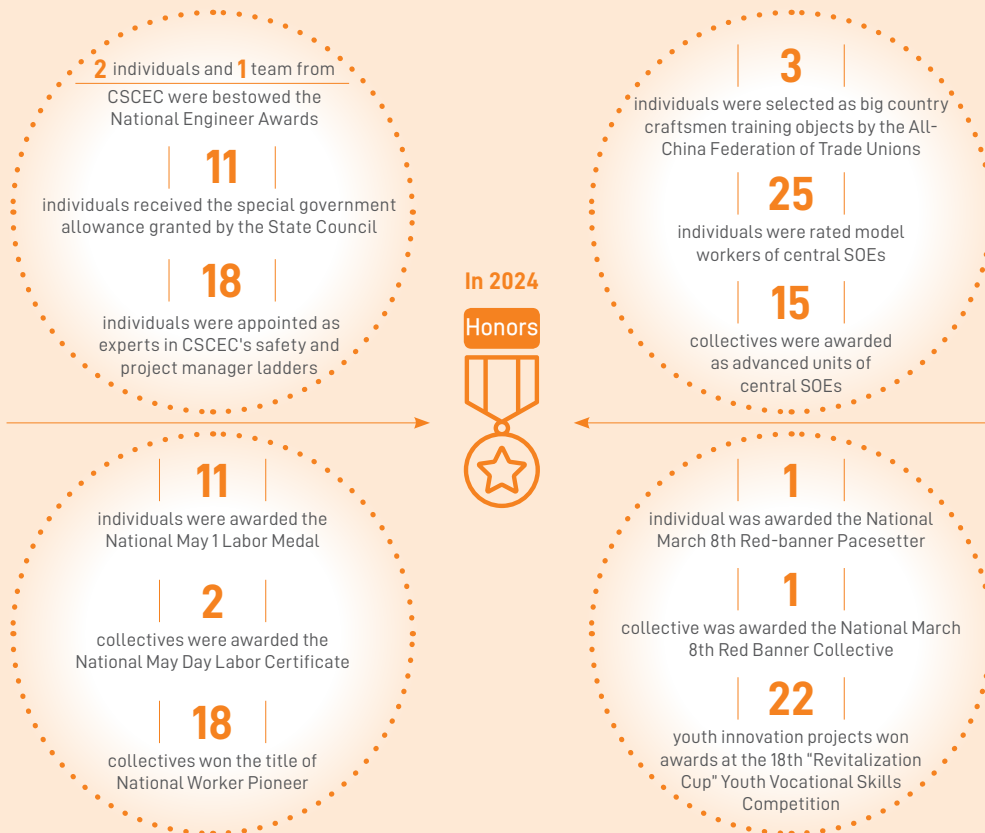 2 individuals and 1 team from
CSCEC were bestowed the
National Engineer Awards
11
individuals received the special government
allowance granted by the State Council
18
individuals were appointed as
experts in CSCEC's safety and
project manager ladders
In 2024
Honors
3
individuals were selected as big country
craftsmen training objects by the All-
China Federation of Trade Unions
25
individuals were rated model
workers of central SOEs
15
collectives were awarded
as advanced units of
central SOEs
11
individuals were awarded the
National May 1 Labor Medal
2
collectives were awarded the
National May Day Labor Certificate
18
collectives won the title of
National Worker Pioneer
1
individual was awarded the National
March 8th Red-banner Pacesetter
1
collective was awarded the National March
8th Red Banner Collective
22
youth innovation projects won
awards at the 18th "Revitalization
Cup" Youth Vocational Skills
Competition